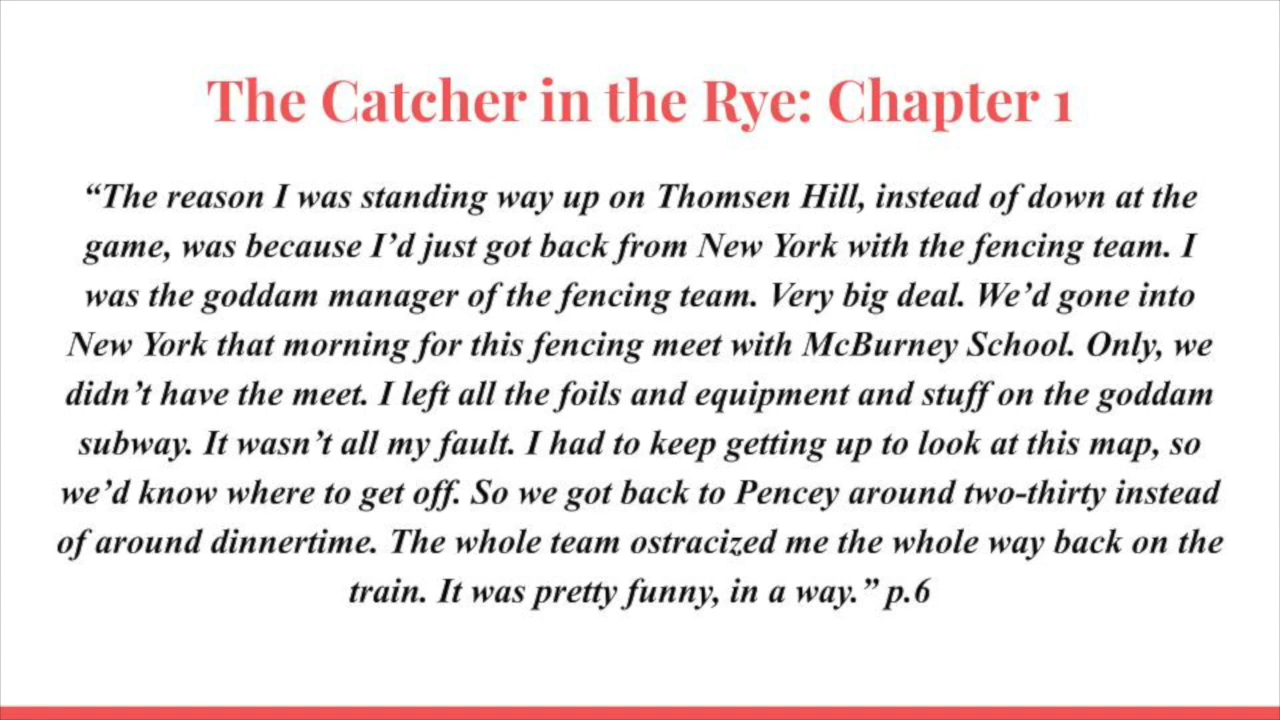 The Catcher in the Rye: Chapter 1
“The reason I was standing way up on Thomsen Hill, instead of down at the
game, was because I’d just got back from New York with the fencing team. I
was the goddam manager of the fencing team. Very big deal. We’d gone into
New York that morning for this fencing meet with McBurney School. Only, we
didn’t have the meet. I left all the foils and equipment and stuff on the goddam
subway. It wasn’t all my fault. I had to keep getting up to look at this map, so
we’d know where to get off. So we got back to Pencey around two-thirty instead
of around dinnertime. The whole team ostracized me the whole way back on the
train. It was pretty funny, in a way.” p.6